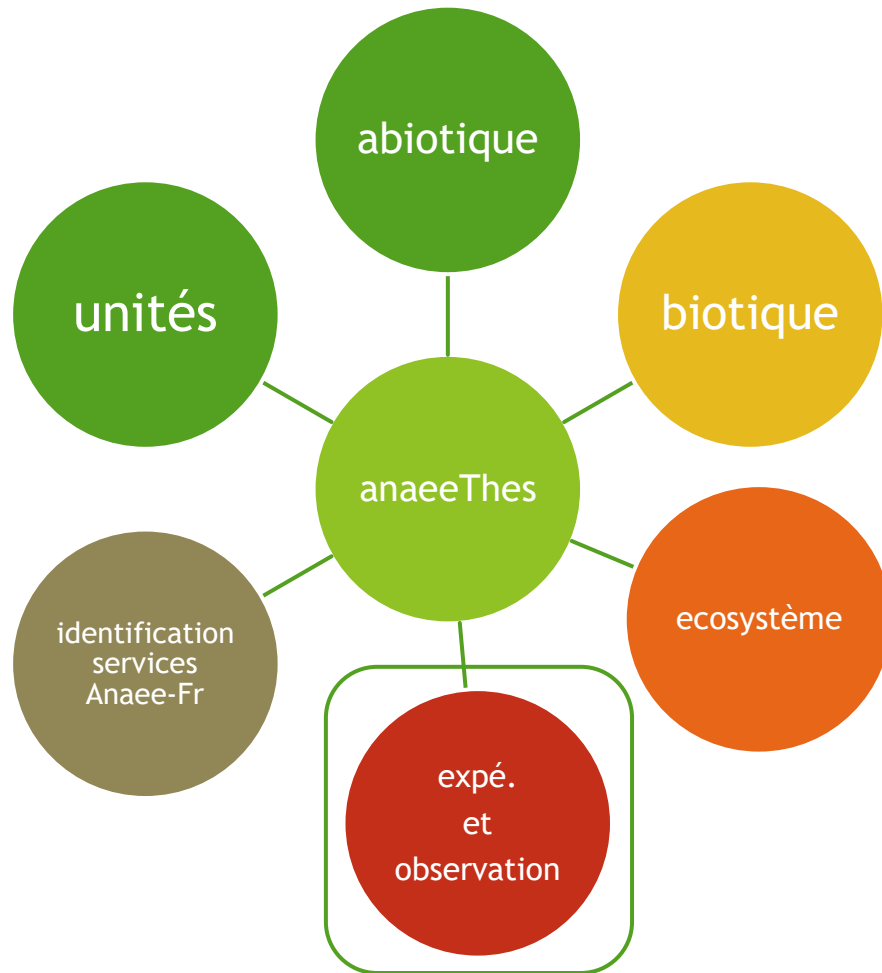 abiotique
unités
biotique
anaeeThes
ecosystème
identification
services
Anaee-Fr
expé.
et
observation